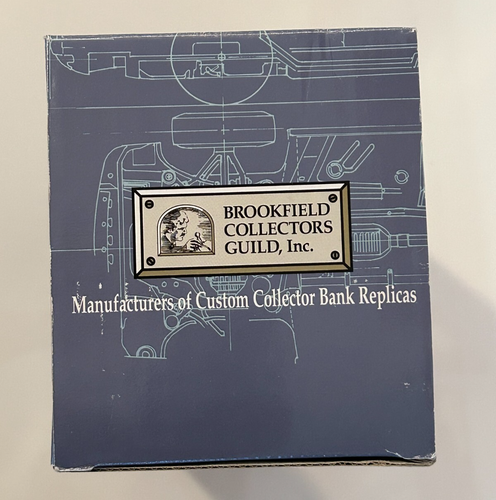 BROOKFIELD
COLLECTORS
GUILD, Inc.
Manufacturers of Custom Collector Bank Replicas